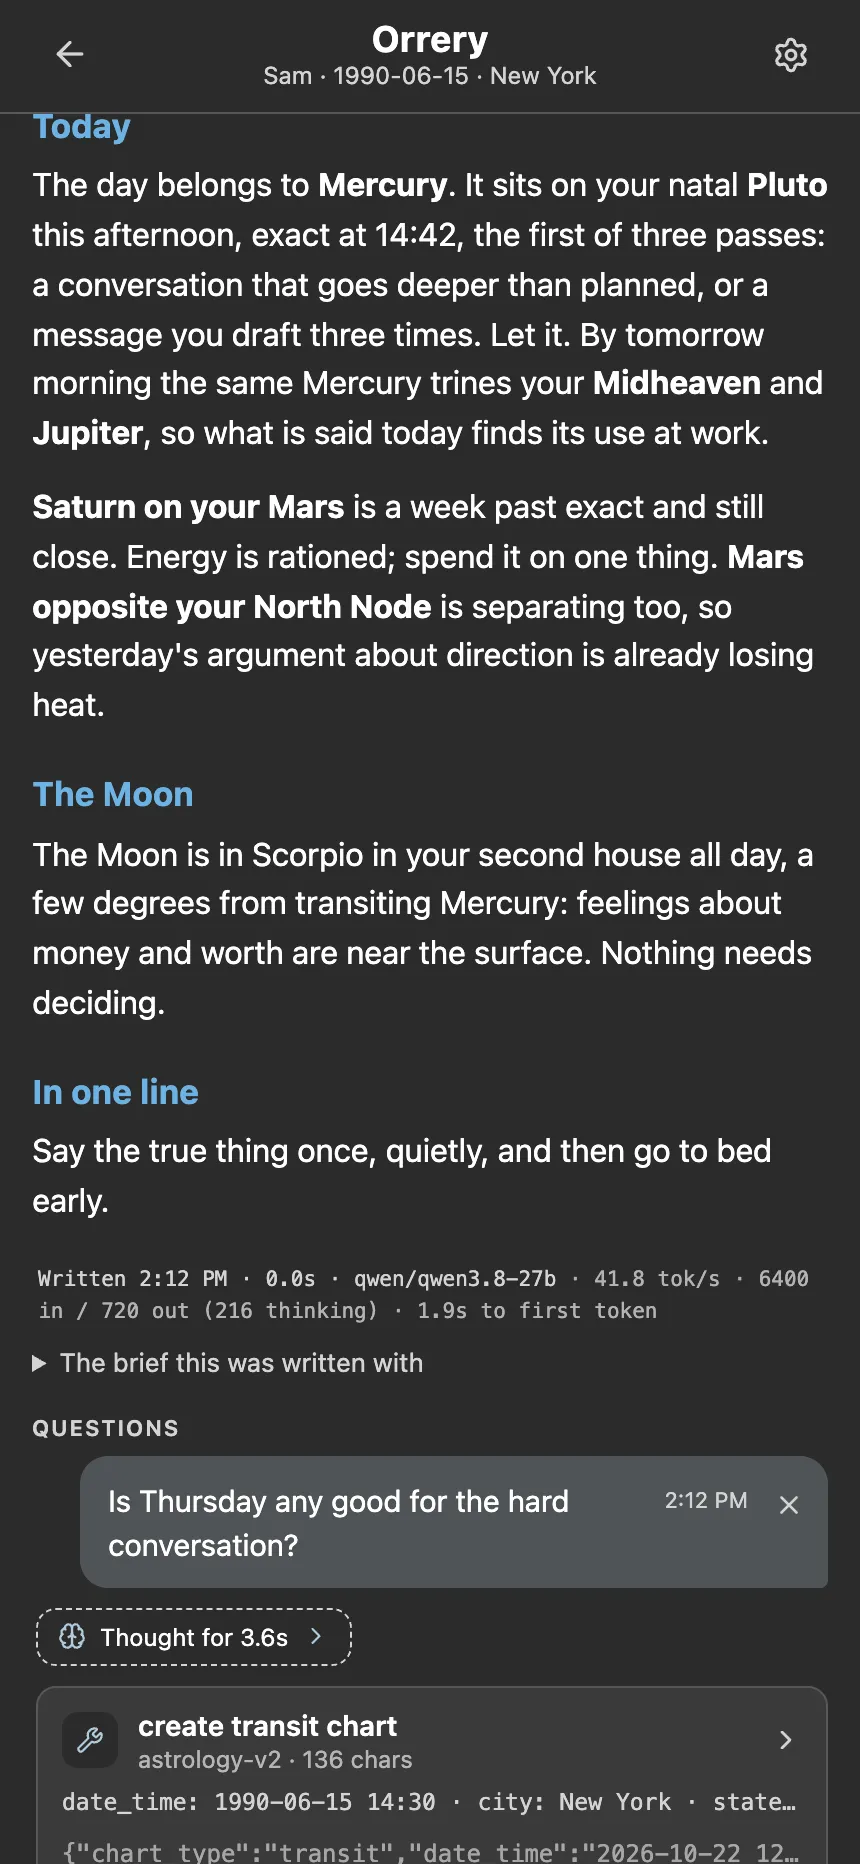 Orrery
Sam · 1990-06-15 · New York
Today
The day belongs to Mercury. It sits on your natal Pluto
this afternoon, exact at 14:42, the first of three passes:
a conversation that goes deeper than planned, or a
message you draft three times. Let it. By tomorrow
morning the same Mercury trines your Midheaven and
Jupiter, so what is said today finds its use at work.
Saturn on your Mars is a week past exact and still
close. Energy is rationed; spend it on one thing. Mars
opposite your North Node is separating too, so
yesterday's argument about direction is already losing
heat.
The Moon
The Moon is in Scorpio in your second house all day, a
few degrees from transiting Mercury: feelings about
money and worth are near the surface. Nothing needs
deciding.
In one line
Say the true thing once, quietly, and then go to bed
early.
Written 2:12 PM · 0.0s · qwen/qwen3.8-27b · 41.8 tok/s · 6400
in / 720 out (216 thinking) · 1.9s to first token
The brief this was written with
QUESTIONS
Is Thursday any good for the hard
conversation?
2:12 PM
Thought for 3.6s
create transit chart
astrology-v2 · 136 chars
date_time: 1990-06-15 14:30 · city: New York · state…
{"chart_type":"transit","date_time":"2026-10-22 12…